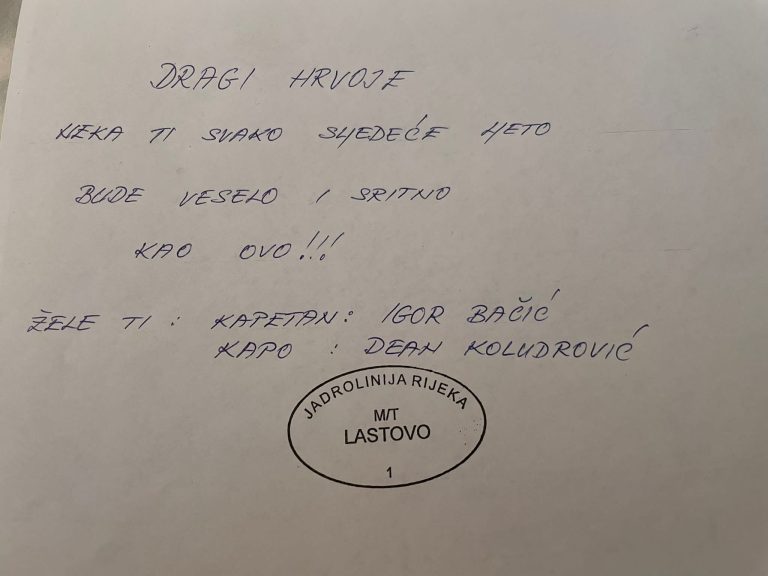 DRAGI HRVOJE
NEKA TI SVAKO SLJEDEĆE LJETO
BUDE VESELO I SRITNO
KAO OVO!!!
ŽELE TI : KAPETAN: IGOR BAČIĆ
KAPO : DEAN KOLUDROVIĆ
JADROLINIJA RIJEKA
M/T
LASTOVO
1